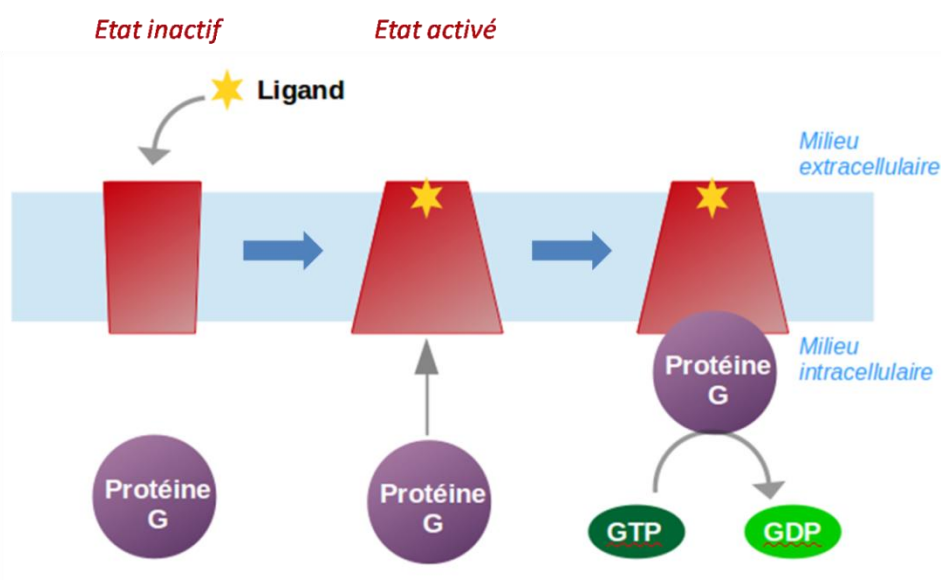 Etat inactif
Etat activé
Ligand
Milieu
extracellulaire
Protéine
G
Protéine
G
Protéine
G
Milieu
intracellulaire
GTP
GDP